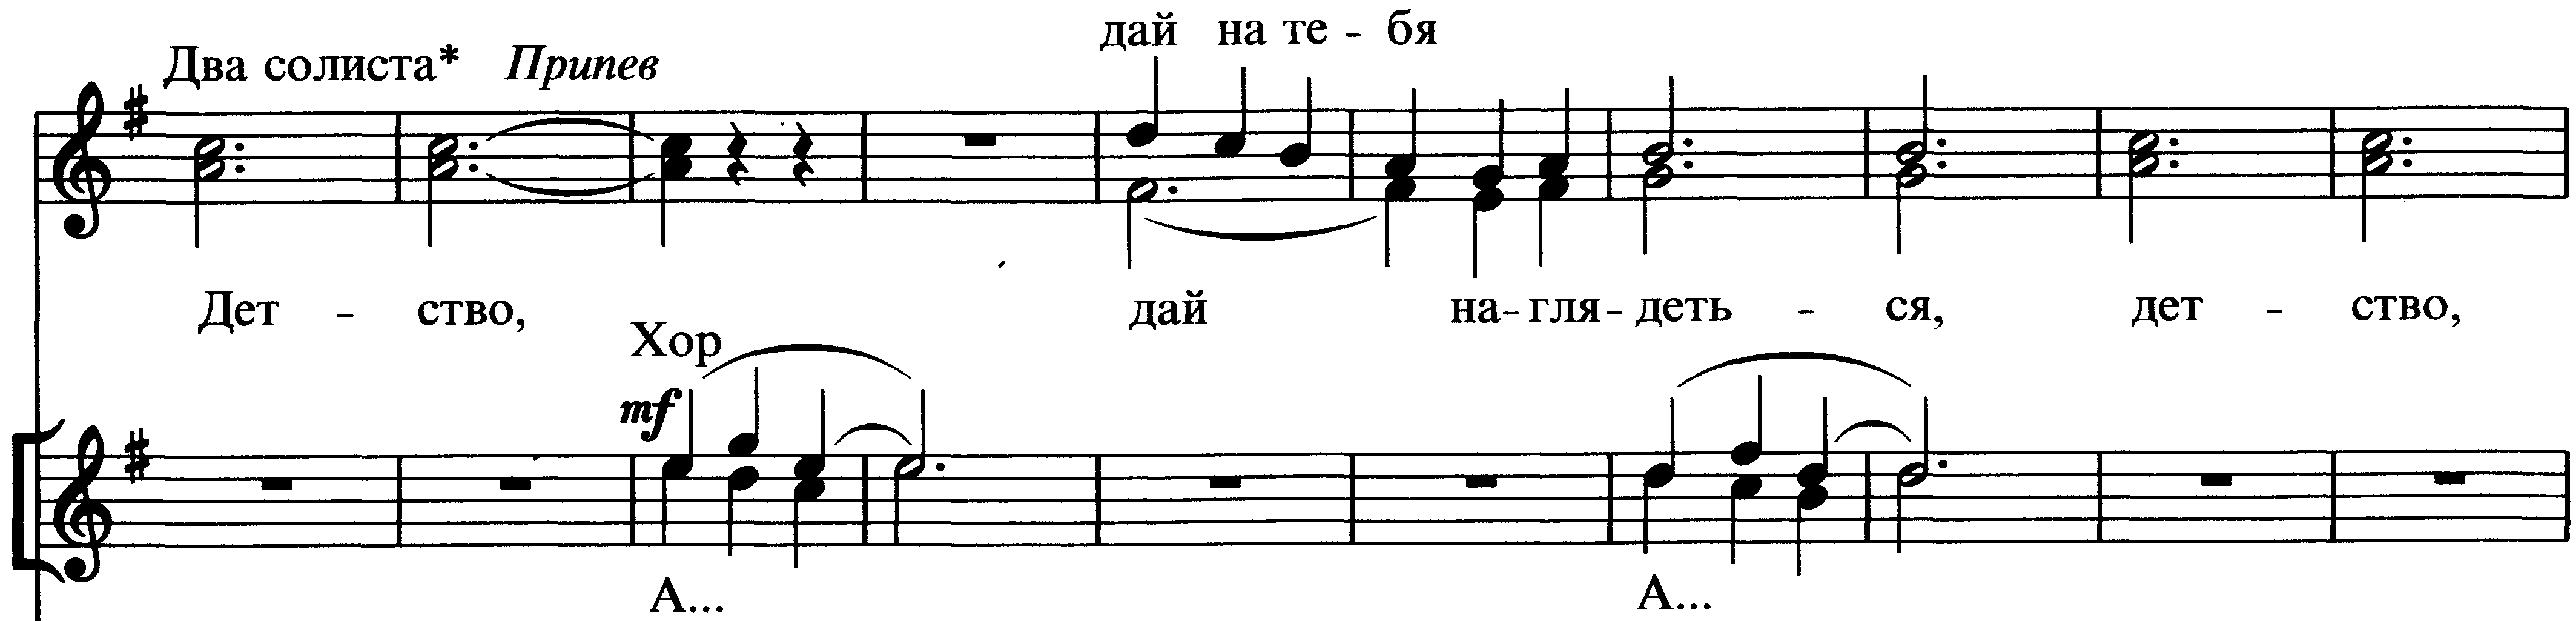 дай на те - бя
Два солиста* Припев
Дет - ство, дай на - гля - деть - ся, дет - ство,
Хор
mf
А... А...